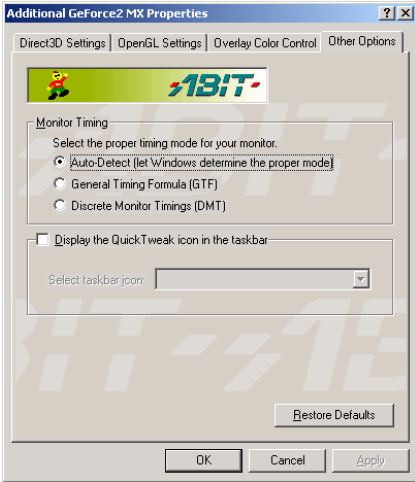 Additional GeForce2 MX Properties
Direct3D Settings
OpenGL Settings
Overlay Color Control
Other Options
ABIT
Monitor Timing
Select the proper timing mode for your monitor.
Auto-Detect (let Windows determine the proper mode)
General Timing Formula (GTF)
Discrete Monitor Timings (DMT)
Display the QuickTweak icon in the taskbar
Select taskbar icon:
Restore Defaults
OK
Cancel
Apply